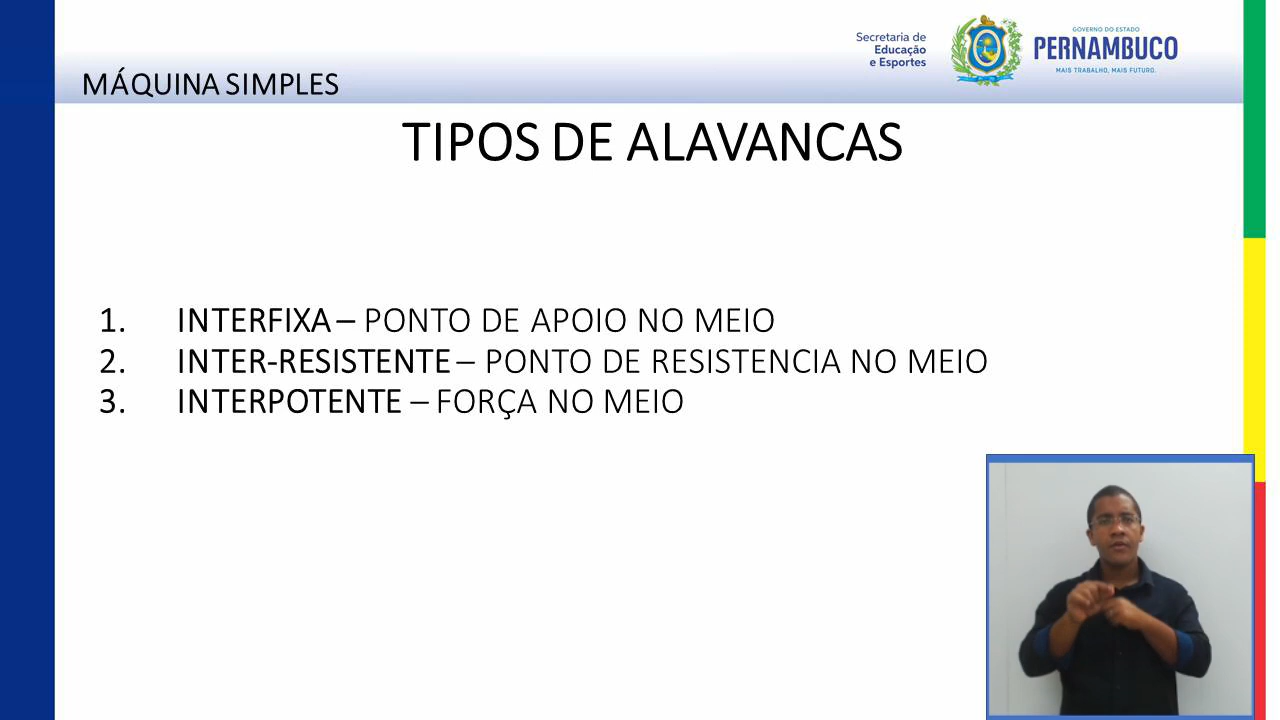 Secretaria de
Educação
e Esportes
GOVERNO DO ESTADO
PERNAMBUCO
MAIS TRABALHO, MAIS FUTURO.
MÁQUINA SIMPLES
TIPOS DE ALAVANCAS
1. INTERFIXA – PONTO DE APOIO NO MEIO
2. INTER-RESISTENTE – PONTO DE RESISTENCIA NO MEIO
3. INTERPOTENTE – FORÇA NO MEIO